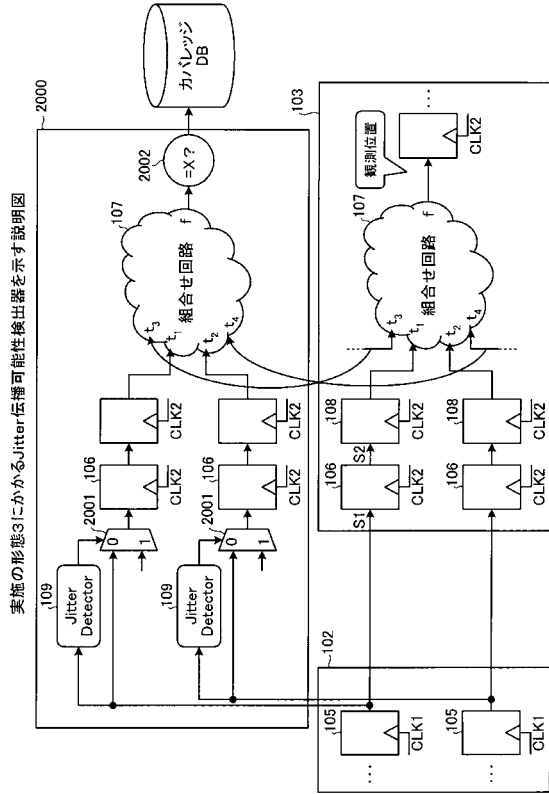 実施の形態3にかかるJitter伝播可能性検出器を示す説明図
2000
109
Jitter
Detector
2001
0
1
106
CLK2
CLK2
109
Jitter
Detector
2001
0
1
106
CLK2
CLK2
107
t3
t1
t2
t4
組合せ回路
f
2002
=X?
カバレッジ
DB
102
105
CLK1
...
105
CLK1
...
103
S1
106
CLK2
S2
108
CLK2
106
CLK2
108
CLK2
107
t3
t1
t2
t4
組合せ回路
f
観測位置
CLK2
...